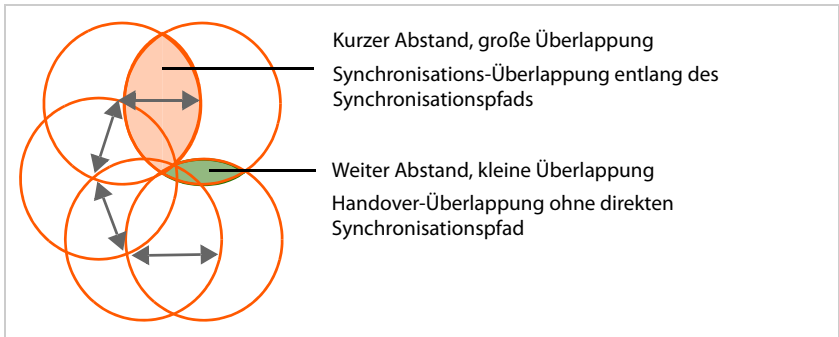 Kurzer Abstand, große Überlappung
Synchronisations-Überlappung entlang des
Synchronisationspfads
Weiter Abstand, kleine Überlappung
Handover-Überlappung ohne direkten
Synchronisationspfad